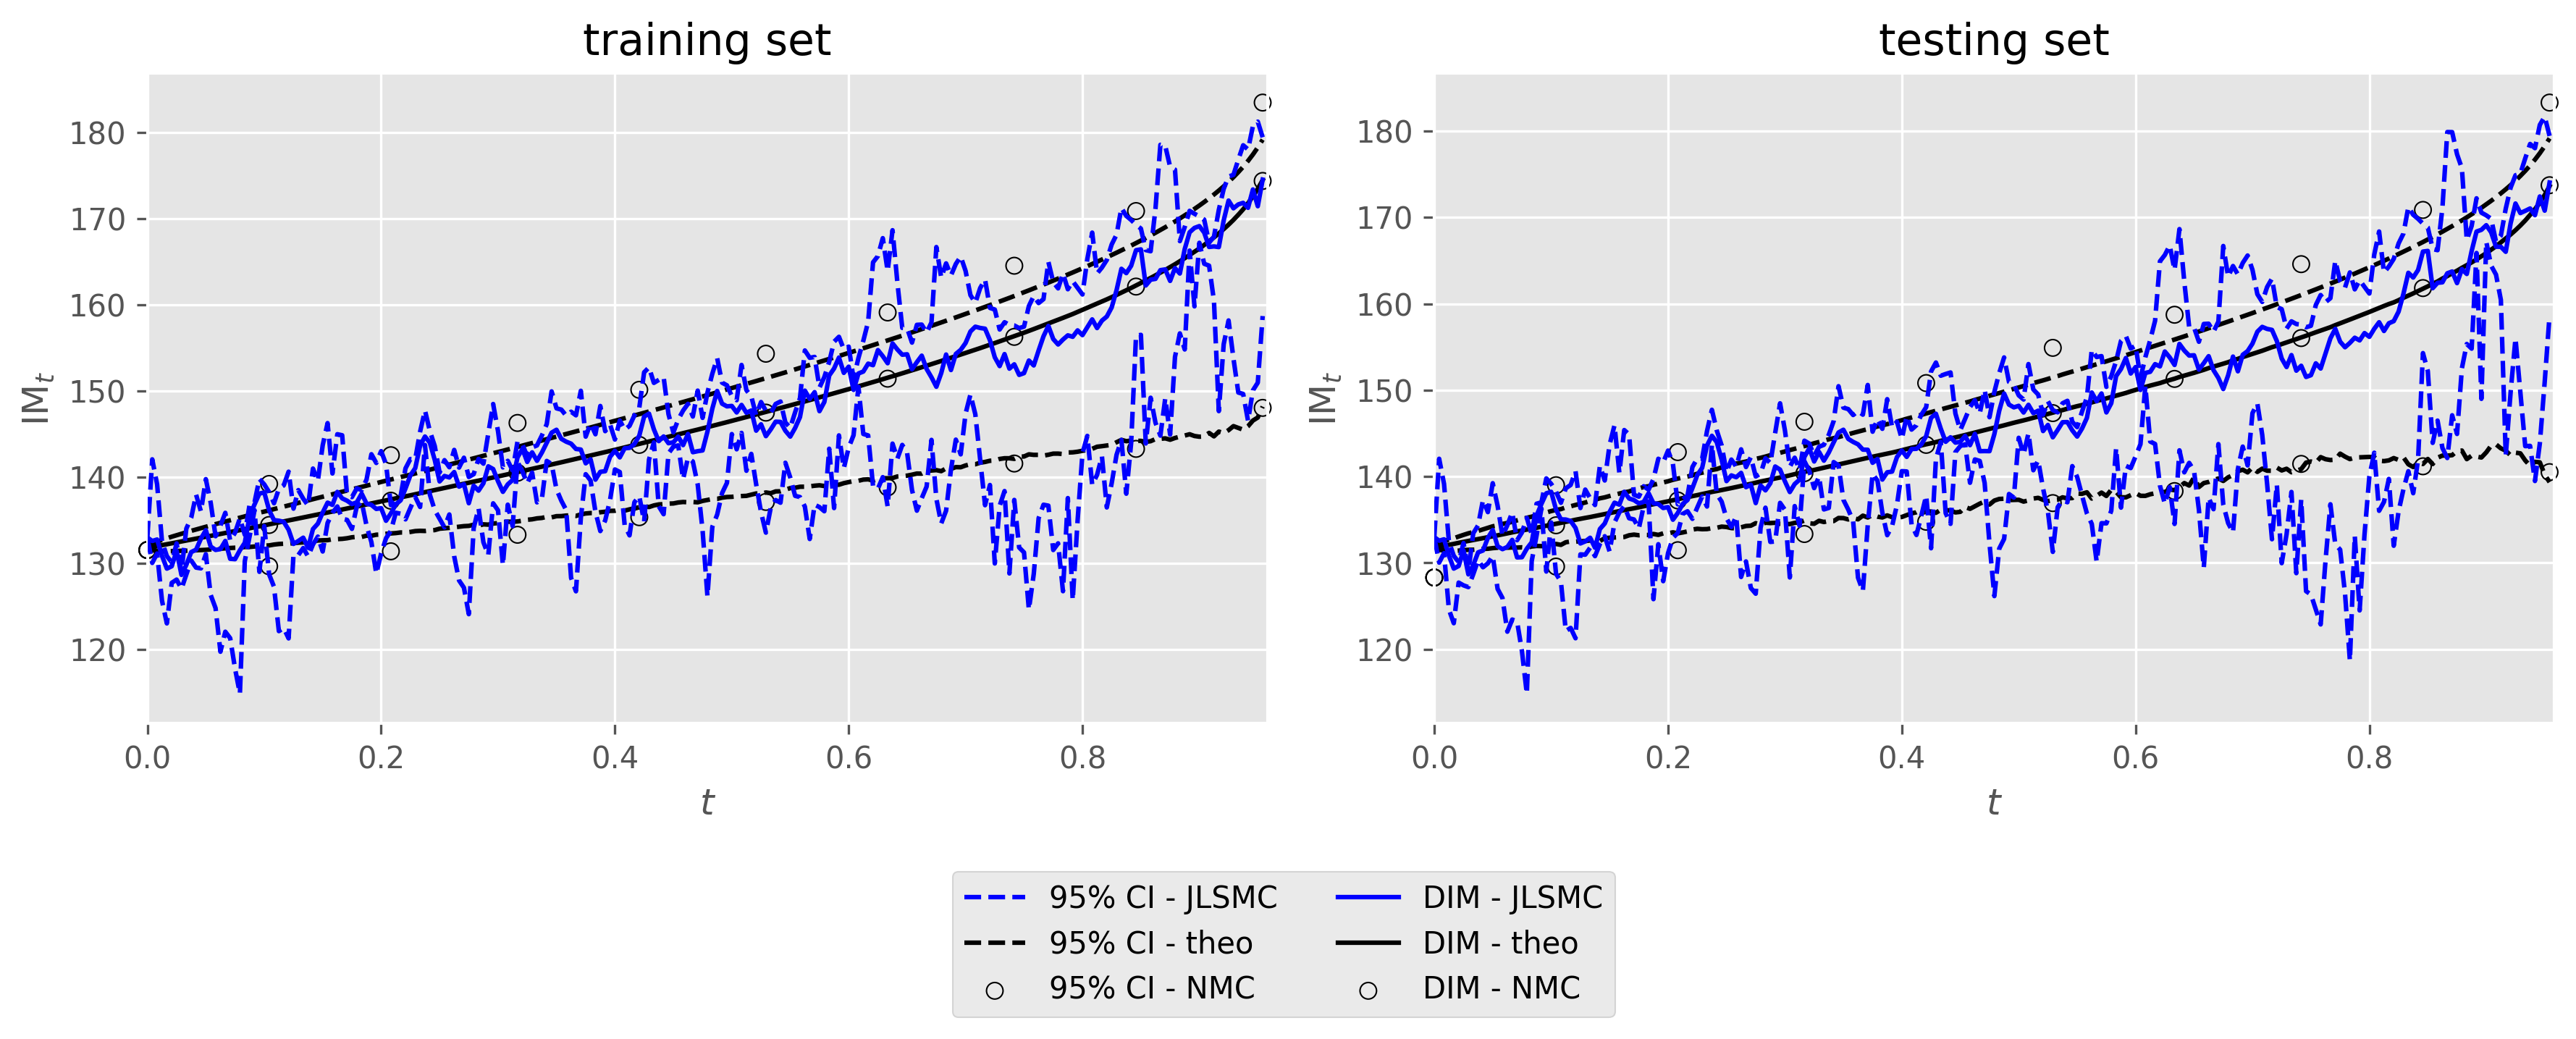 training set
testing set
180
170
160
150
140
130
120
IM_t
0.0 0.2 0.4 0.6 0.8
t
180
170
160
150
140
130
120
IM_t
0.0 0.2 0.4 0.6 0.8
t
95% CI - JLSMC
95% CI - theo
95% CI - NMC
DIM - JLSMC
DIM - theo
DIM - NMC